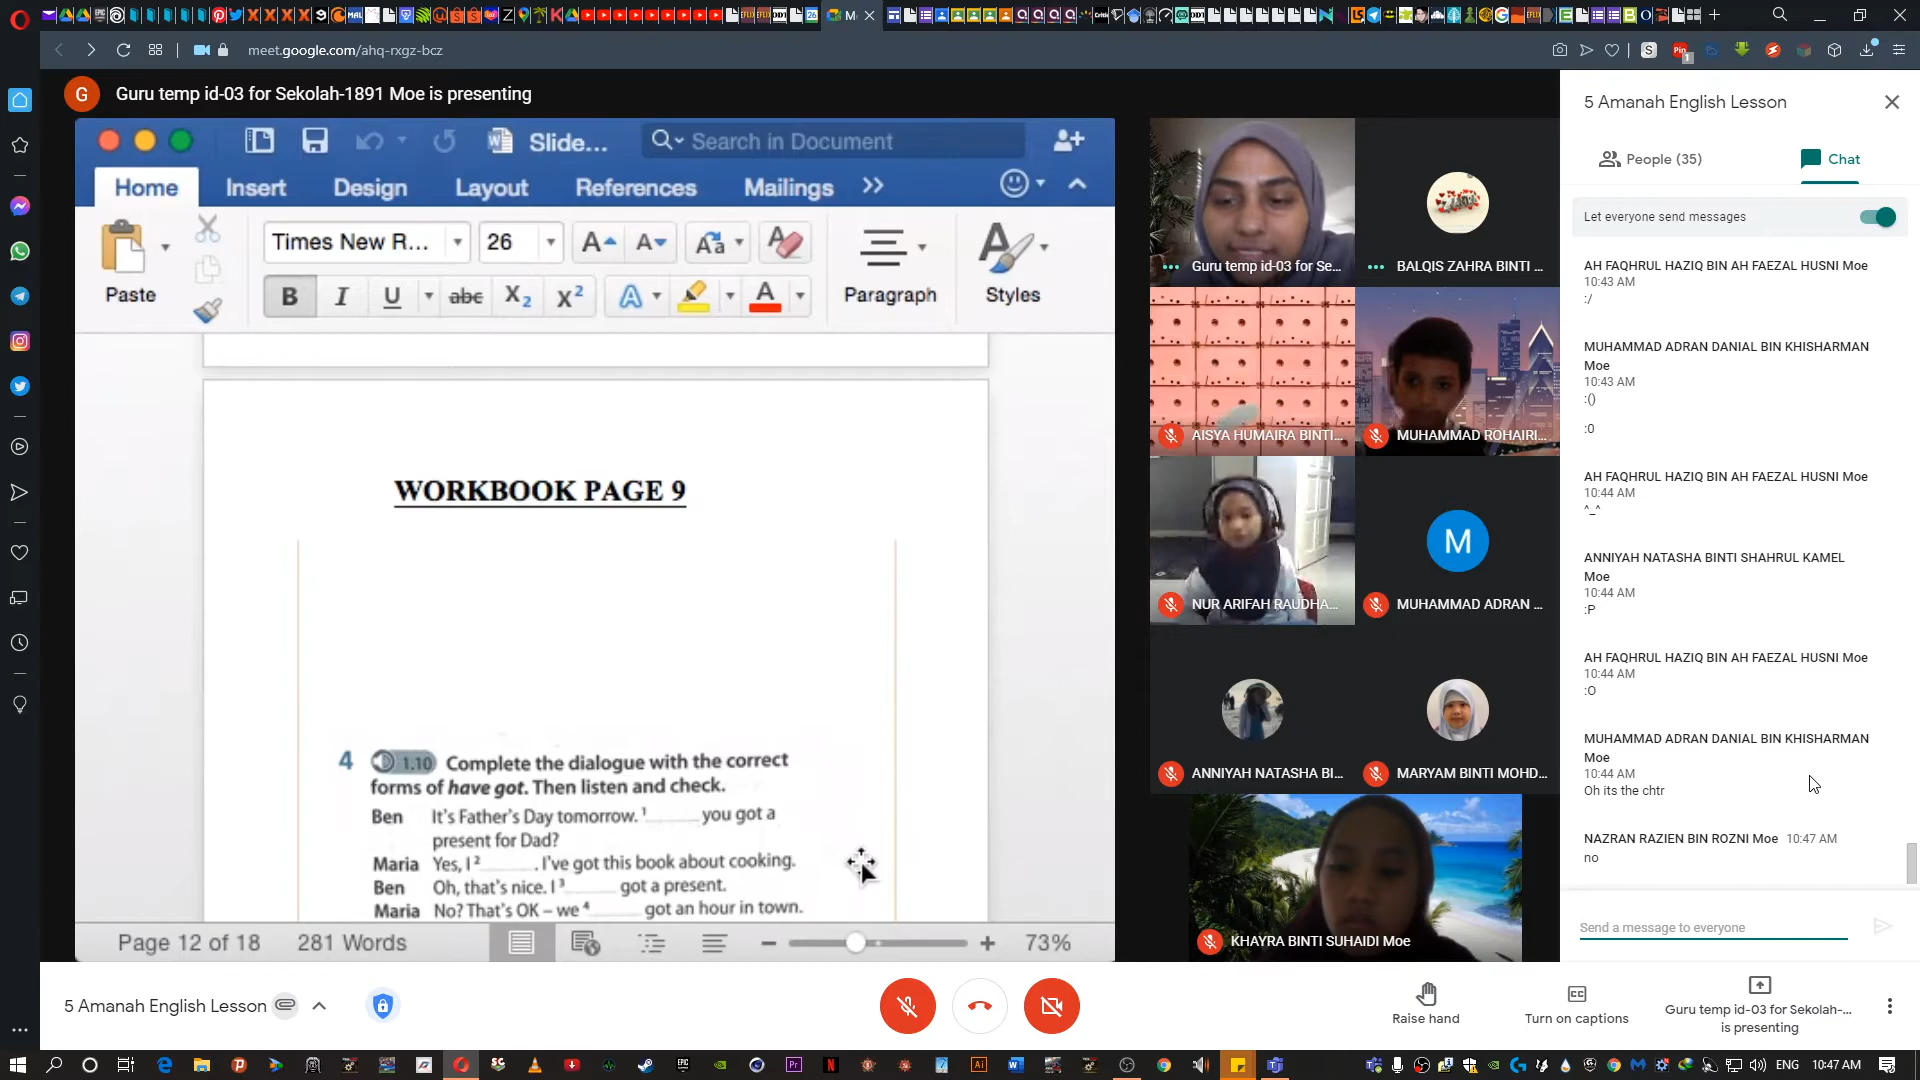 meet.google.com/ahq-rxgz-bcz
G Guru temp id-03 for Sekolah-1891 Moe is presenting
Slide...
Search in Document
Home Insert Design Layout References Mailings
Times New R... 26
Paste
B I U abc X2 X2 A A
Paragraph
Styles
WORKBOOK PAGE 9
4 1.10 Complete the dialogue with the correct
forms of have got. Then listen and check.
Ben It's Father's Day tomorrow. 1 ______ you got a
present for Dad?
Maria Yes, I 2 ______. I've got this book about cooking.
Ben Oh, that's nice. I 3 ______ got a present.
Maria No? That's OK – we 4 ______ got an hour in town.
Page 12 of 18 281 Words 73%
Guru temp id-03 for Se...
BALQIS ZAHRA BINTI ...
AISYA HUMAIRA BINTI...
MUHAMMAD ROHAIRI...
NUR ARIFAH RAUDHA...
M
MUHAMMAD ADRAN ...
ANNIYAH NATASHA BI...
MARYAM BINTI MOHD...
KHAYRA BINTI SUHAIDI Moe
5 Amanah English Lesson
People (35) Chat
Let everyone send messages
AH FAQHRUL HAZIQ BIN AH FAEZAL HUSNI Moe
10:43 AM
:/
MUHAMMAD ADRAN DANIAL BIN KHISHARMAN
Moe
10:43 AM
:()
:0
AH FAQHRUL HAZIQ BIN AH FAEZAL HUSNI Moe
10:44 AM
^_^
ANNIYAH NATASHA BINTI SHAHRUL KAMEL
Moe
10:44 AM
:P
AH FAQHRUL HAZIQ BIN AH FAEZAL HUSNI Moe
10:44 AM
:O
MUHAMMAD ADRAN DANIAL BIN KHISHARMAN
Moe
10:44 AM
Oh its the chtr
NAZRAN RAZIEN BIN ROZNI Moe 10:47 AM
no
Send a message to everyone
5 Amanah English Lesson
Raise hand
Turn on captions
Guru temp id-03 for Sekolah-...
is presenting
ENG 10:47 AM